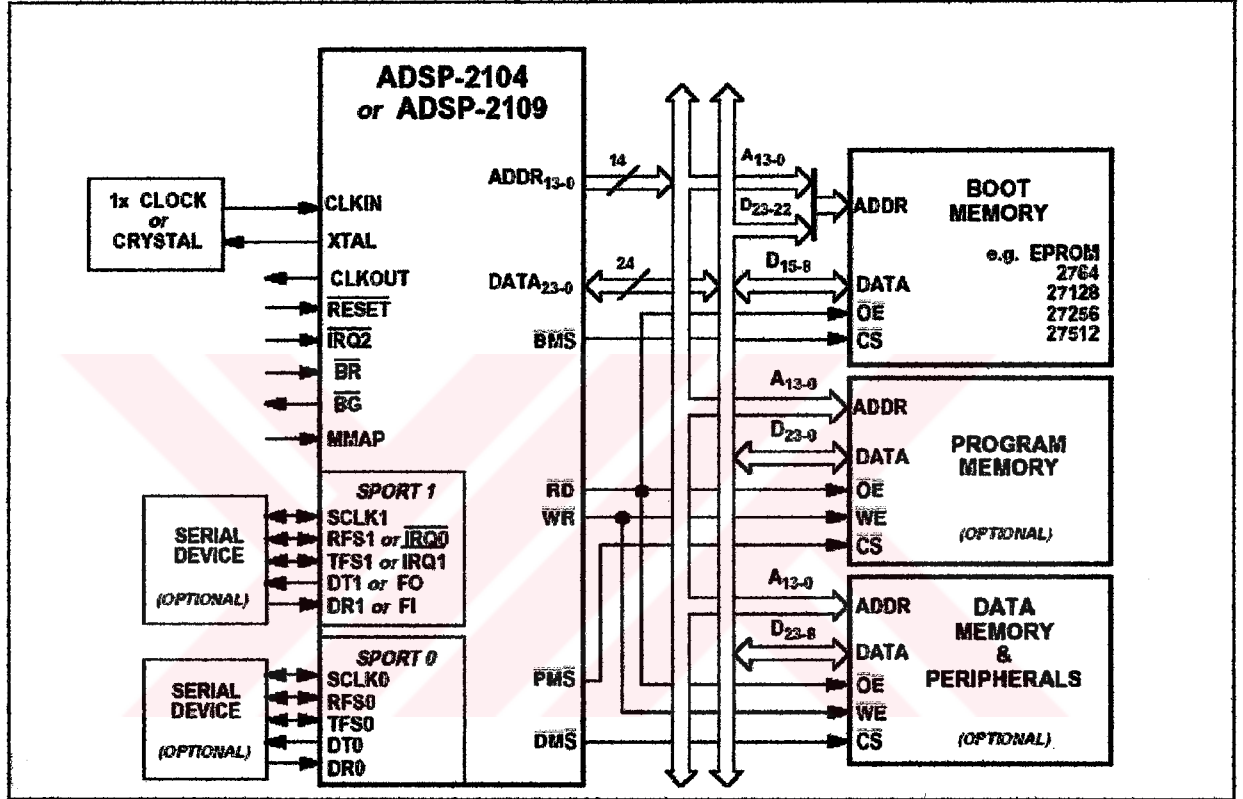 ADSP-2104
or ADSP-2109
1x CLOCK
or
CRYSTAL
CLKIN
XTAL
CLKOUT
RESET
IRQ2
BR
BG
MMAP
ADDR13-0
14
DATA23-0
24
BMS
RD
WR
PMS
DMS
SPORT 1
SCLK1
RFS1 or IRQ0
TFS1 or IRQ1
DT1 or FO
DR1 or FI
SERIAL
DEVICE
(OPTIONAL)
SPORT 0
SCLK0
RFS0
TFS0
DT0
DR0
SERIAL
DEVICE
(OPTIONAL)
A13-0
D23-22
D15-8
ADDR
DATA
OE
CS
BOOT
MEMORY
e.g. EPROM
2764
27128
27256
27512
A13-0
D23-0
ADDR
DATA
OE
WE
CS
PROGRAM
MEMORY
(OPTIONAL)
A13-0
D23-8
ADDR
DATA
OE
WE
CS
DATA
MEMORY
&
PERIPHERALS
(OPTIONAL)